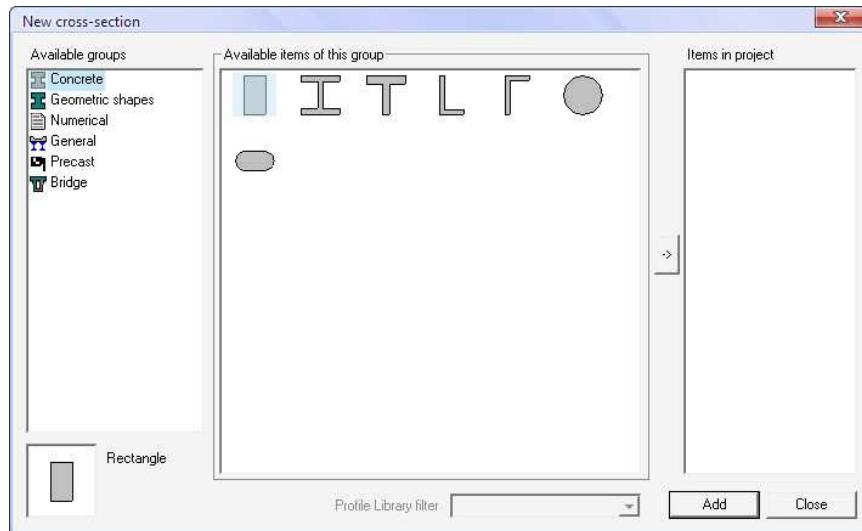 New cross-section
Available groups
Available items of this group
Items in project
Concrete
Geometric shapes
Numerical
General
Precast
Bridge
->
Rectangle
Profile Library filter
Add
Close